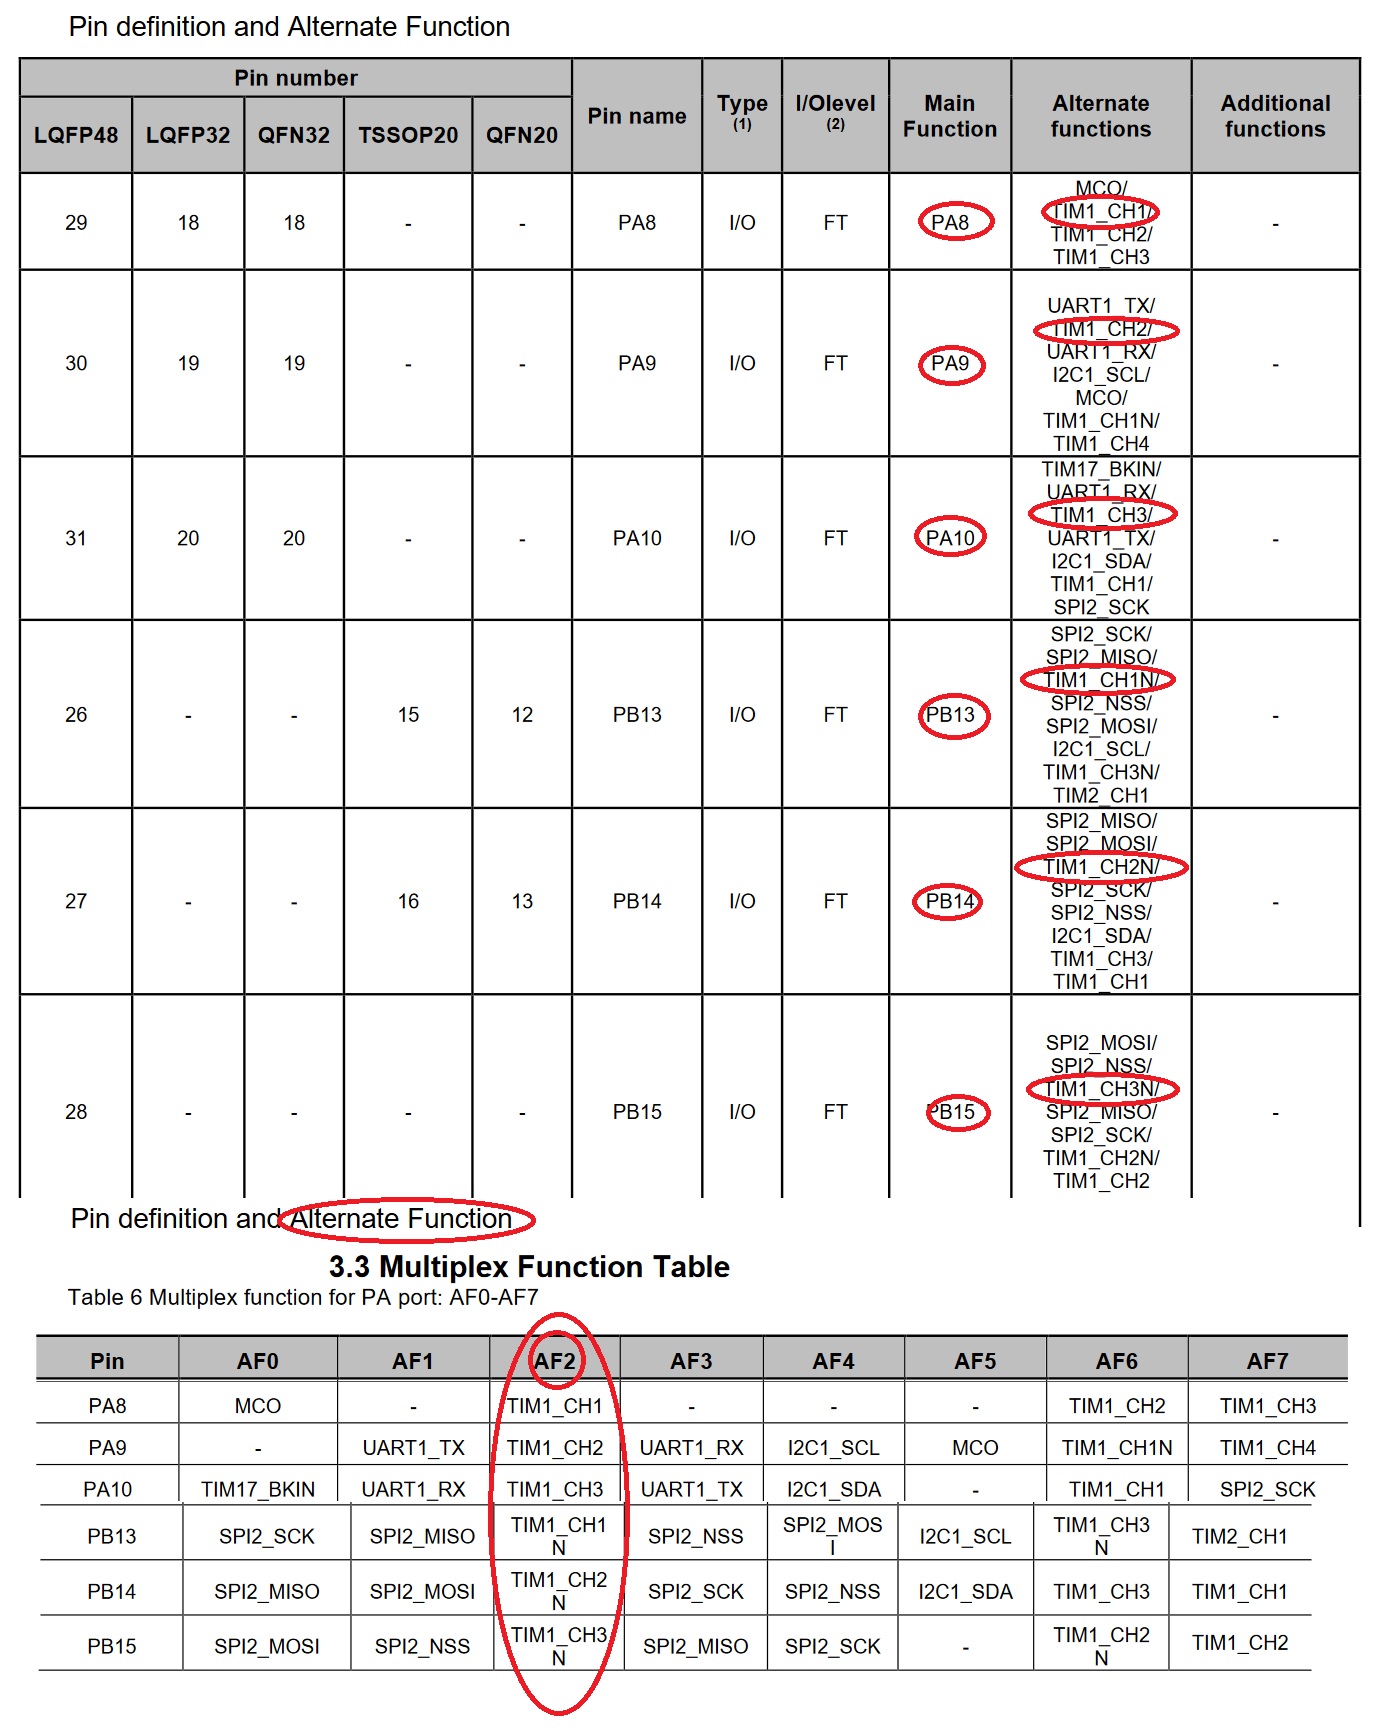 Pin definition and Alternate Function
Pin number
LQFP48 LQFP32 QFN32 TSSOP20 QFN20 Pin name Type (1) I/Olevel (2) Main Function Alternate functions Additional functions
29 18 18 - - PA8 I/O FT PA8 MCO/ -
TIM1_CH1/
TIM1_CH2/
TIM1_CH3
30 19 19 - - PA9 I/O FT PA9 UART1_TX/ -
TIM1_CH2/
UART1_RX/
I2C1_SCL/
MCO/
TIM1_CH1N/
TIM1_CH4
31 20 20 - - PA10 I/O FT PA10 TIM17_BKIN/ -
UART1_RX/
TIM1_CH3/
UART1_TX/
I2C1_SDA/
TIM1_CH1/
SPI2_SCK
26 - - 15 12 PB13 I/O FT PB13 SPI2_SCK/ -
SPI2_MISO/
TIM1_CH1N/
SPI2_NSS/
SPI2_MOSI/
I2C1_SCL/
TIM1_CH3N/
TIM2_CH1
27 - - 16 13 PB14 I/O FT PB14 SPI2_MISO/ -
SPI2_MOSI/
TIM1_CH2N/
SPI2_SCK/
SPI2_NSS/
I2C1_SDA/
TIM1_CH3/
TIM1_CH1
28 - - - - PB15 I/O FT PB15 SPI2_MOSI/ -
SPI2_NSS/
TIM1_CH3N/
SPI2_MISO/
SPI2_SCK/
TIM1_CH2N/
TIM1_CH2
Pin definition and Alternate Function
3.3 Multiplex Function Table
Table 6 Multiplex function for PA port: AF0-AF7
Pin AF0 AF1 AF2 AF3 AF4 AF5 AF6 AF7
PA8 MCO - TIM1_CH1 - - - TIM1_CH2 TIM1_CH3
PA9 - UART1_TX TIM1_CH2 UART1_RX I2C1_SCL MCO TIM1_CH1N TIM1_CH4
PA10 TIM17_BKIN UART1_RX TIM1_CH3 UART1_TX I2C1_SDA - TIM1_CH1 SPI2_SCK
PB13 SPI2_SCK SPI2_MISO TIM1_CH1N SPI2_NSS SPI2_MOSI I2C1_SCL TIM1_CH3N TIM2_CH1
PB14 SPI2_MISO SPI2_MOSI TIM1_CH2N SPI2_SCK SPI2_NSS I2C1_SDA TIM1_CH3 TIM1_CH1
PB15 SPI2_MOSI SPI2_NSS TIM1_CH3N SPI2_MISO SPI2_SCK - TIM1_CH2N TIM1_CH2